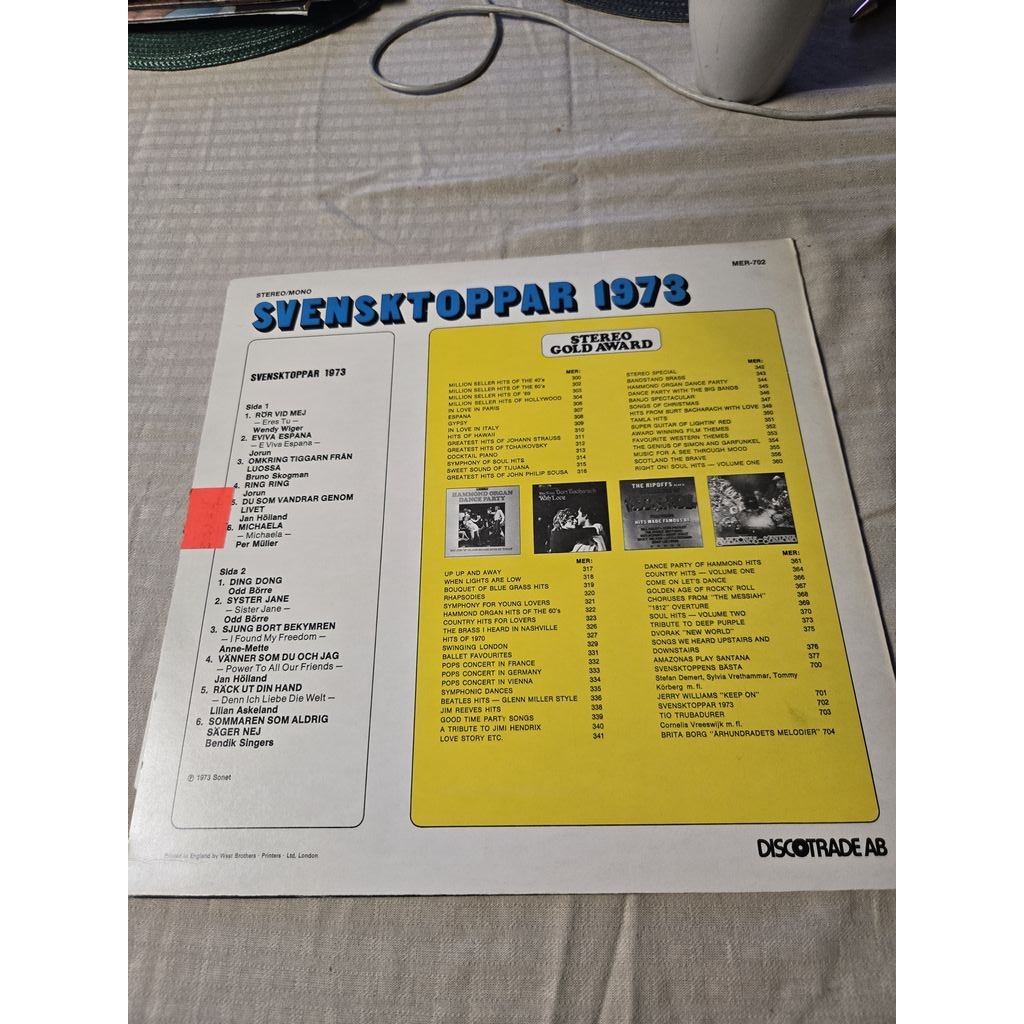 MER-702
STEREO/MONO
SVENSKTOPPAR 1973
SVENSKTOPPAR 1973
Side 1
1. RÖR VID MEJ
— Eres Tu —
Wendy Wiger
2. EVIVA ESPANA
— E Viva Espana —
Jorun
3. OMKRING TIGGARN FRÅN
LUOSSA
Bruno Skogman
4. RING RING
Jorun
5. DU SOM VANDRAR GENOM
LIVET
Jan Höiland
6. MICHAELA
— Michaela —
Per Müller
Sida 2
1. DING DONG
Odd Börre
2. SYSTER JANE
— Sister Jane —
Odd Börre
3. SJUNG BORT BEKYMREN
— I Found My Freedom —
Anne-Mette
4. VÄNNER SOM DU OCH JAG
— Power To All Our Friends —
Jan Höiland
5. RÄCK UT DIN HAND
— Denn Ich Liebe Die Welt —
Lilian Askeland
6. SOMMAREN SOM ALDRIG
SÄGER NEJ
Bendik Singers
℗ 1973 Sonet
Printed in England by West Brothers · Printers · Ltd, London
STEREO
GOLD AWARD
MER:
MILLION SELLER HITS OF THE 40's 300
MILLION SELLER HITS OF THE 60's 302
MILLION SELLER HITS OF '69 303
MILLION SELLER HITS OF HOLLYWOOD 304
IN LOVE IN PARIS 306
ESPANA 307
GYPSY 308
IN LOVE IN ITALY 309
HITS OF HAWAII 310
GREATEST HITS OF JOHANN STRAUSS 311
GREATEST HITS OF TCHAIKOVSKY 312
COCKTAIL PIANO 313
SYMPHONY OF SOUL HITS 314
SWEET SOUND OF TIJUANA 315
GREATEST HITS OF JOHN PHILIP SOUSA 316
MER:
STEREO SPECIAL 342
BANDSTAND BRASS 343
HAMMOND ORGAN DANCE PARTY 344
DANCE PARTY WITH THE BIG BANDS 345
BANJO SPECTACULAR 346
SONGS OF CHRISTMAS 347
HITS FROM BURT BACHARACH WITH LOVE 349
TAMLA HITS 350
SUPER GUITAR OF LIGHTIN' RED 351
AWARD WINNING FILM THEMES 352
FAVOURITE WESTERN THEMES 353
THE GENIUS OF SIMON AND GARFUNKEL 354
MUSIC FOR A SEE THROUGH MOOD 355
SCOTLAND THE BRAVE 356
RIGHT ON! SOUL HITS — VOLUME ONE 360
HAMMOND ORGAN
DANCE PARTY
Burt Bacharach
With Love
THE RIPOFFS
HITS MADE FAMOUS BY
MER:
UP UP AND AWAY 317
WHEN LIGHTS ARE LOW 318
BOUQUET OF BLUE GRASS HITS 319
RHAPSODIES 320
SYMPHONY FOR YOUNG LOVERS 321
HAMMOND ORGAN HITS OF THE 60's 322
COUNTRY HITS FOR LOVERS 323
THE BRASS I HEARD IN NASHVILLE 326
HITS OF 1970 327
SWINGING LONDON 329
BALLET FAVOURITES 331
POPS CONCERT IN FRANCE 332
POPS CONCERT IN GERMANY 333
POPS CONCERT IN VIENNA 334
SYMPHONIC DANCES 335
BEATLES HITS — GLENN MILLER STYLE 336
JIM REEVES HITS 338
GOOD TIME PARTY SONGS 339
A TRIBUTE TO JIMI HENDRIX 340
LOVE STORY ETC. 341
MER:
DANCE PARTY OF HAMMOND HITS 361
COUNTRY HITS — VOLUME ONE 364
COME ON LET'S DANCE 366
GOLDEN AGE OF ROCK'N' ROLL 367
CHORUSES FROM "THE MESSIAH" 368
"1812" OVERTURE 369
SOUL HITS — VOLUME TWO 370
TRIBUTE TO DEEP PURPLE 373
DVORAK "NEW WORLD" 375
SONGS WE HEARD UPSTAIRS AND
DOWNSTAIRS 376
AMAZONAS PLAY SANTANA 377
SVENSKTOPPENS BÄSTA 700
Stefan Demert, Sylvia Vrethammar, Tommy
Körberg m. fl.
JERRY WILLIAMS "KEEP ON" 701
SVENSKTOPPAR 1973 702
TIO TRUBADURER 703
Cornelis Vreeswijk m. fl.
BRITA BORG "ÅRHUNDRADETS MELODIER" 704
DISCOTRADE AB